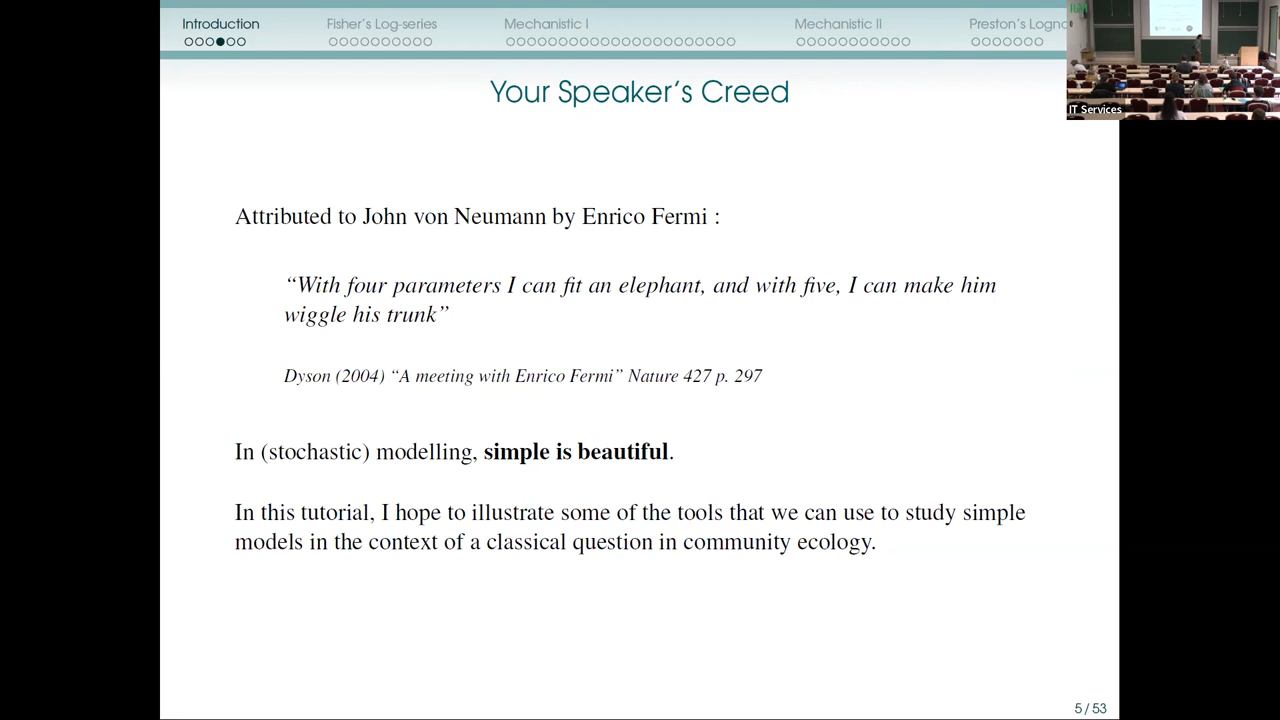 Introduction
Fisher's Log-series
Mechanistic I
Mechanistic II
Preston's Logno
IT Services
Your Speaker's Creed
Attributed to John von Neumann by Enrico Fermi :
“With four parameters I can fit an elephant, and with five, I can make him
wiggle his trunk”
Dyson (2004) “A meeting with Enrico Fermi” Nature 427 p. 297
In (stochastic) modelling, simple is beautiful.
In this tutorial, I hope to illustrate some of the tools that we can use to study simple
models in the context of a classical question in community ecology.
5 / 53